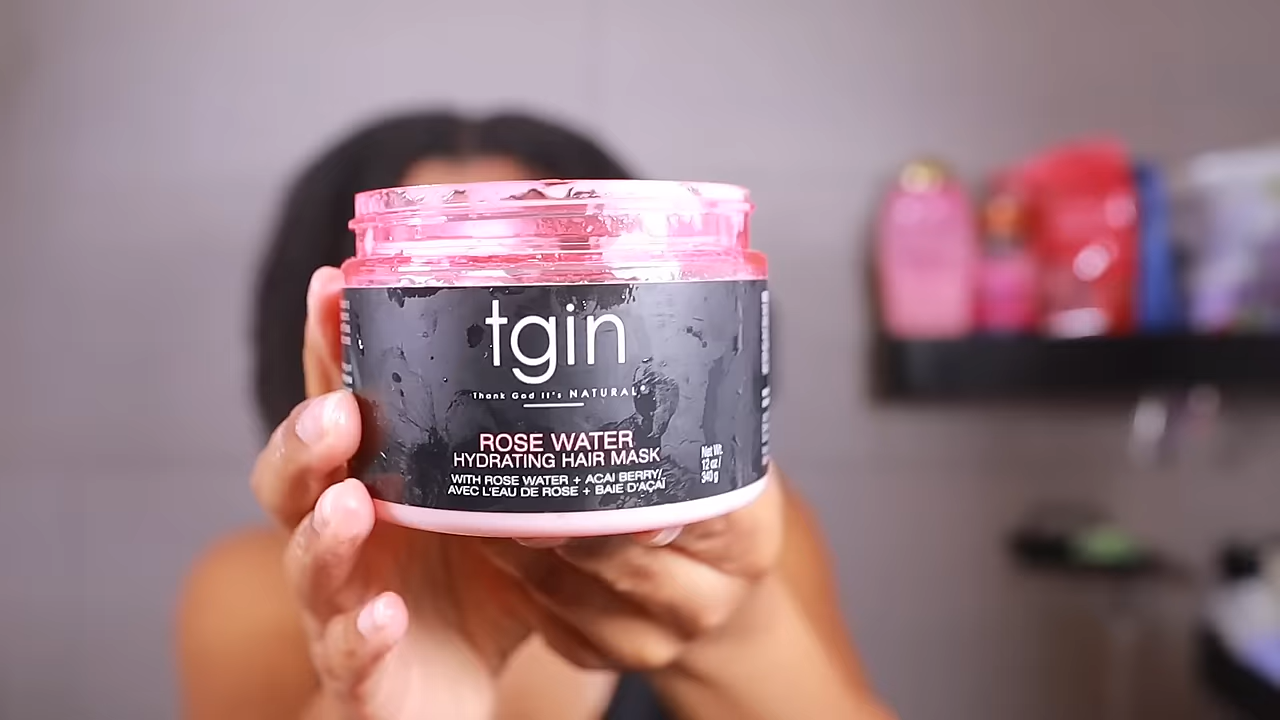 tgin
Thank God it's NATURAL®
ROSE WATER
HYDRATING HAIR MASK
WITH ROSE WATER + ACAI BERRY/
AVEC L'EAU DE ROSE + BAIE D'AÇAÏ
Net Wt.
12 oz /
340 g